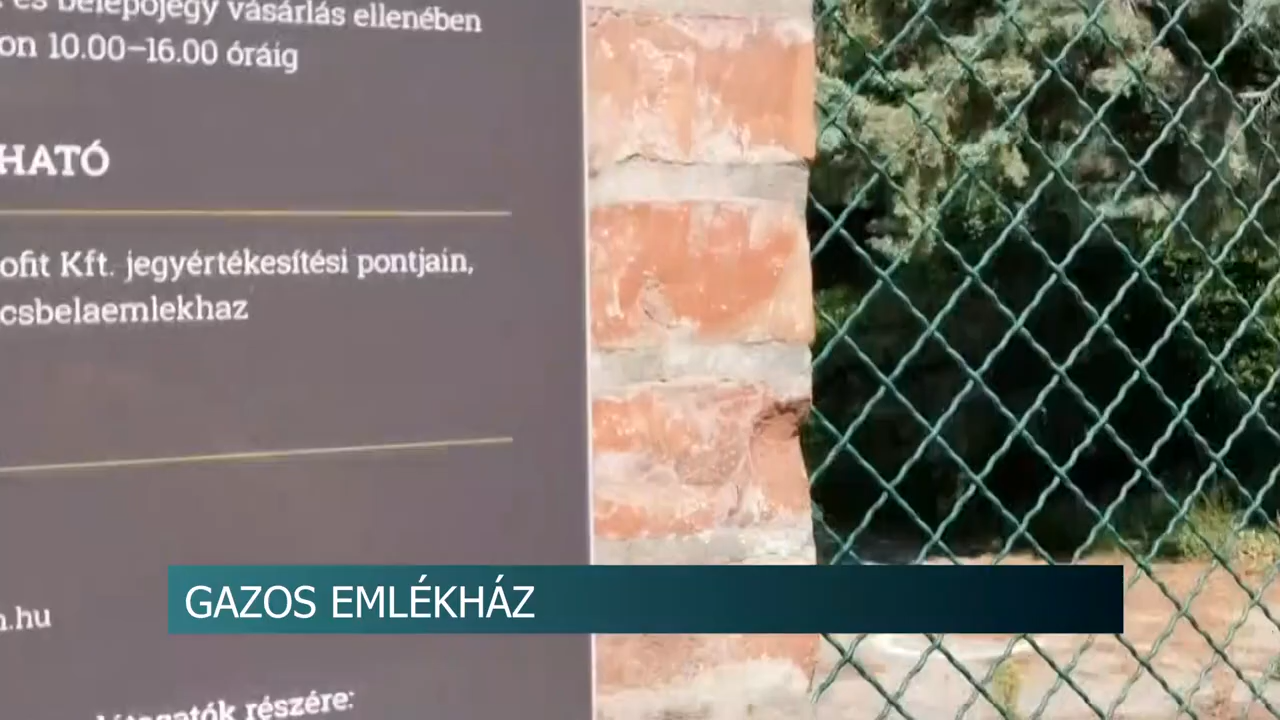 és belépőjegy vásárlás ellenében
on 10.00–16.00 óráig
HATÓ
ofit Kft. jegyértékesítési pontjain,
csbelaemlekhaz
GAZOS EMLÉKHÁZ
.hu
részére: